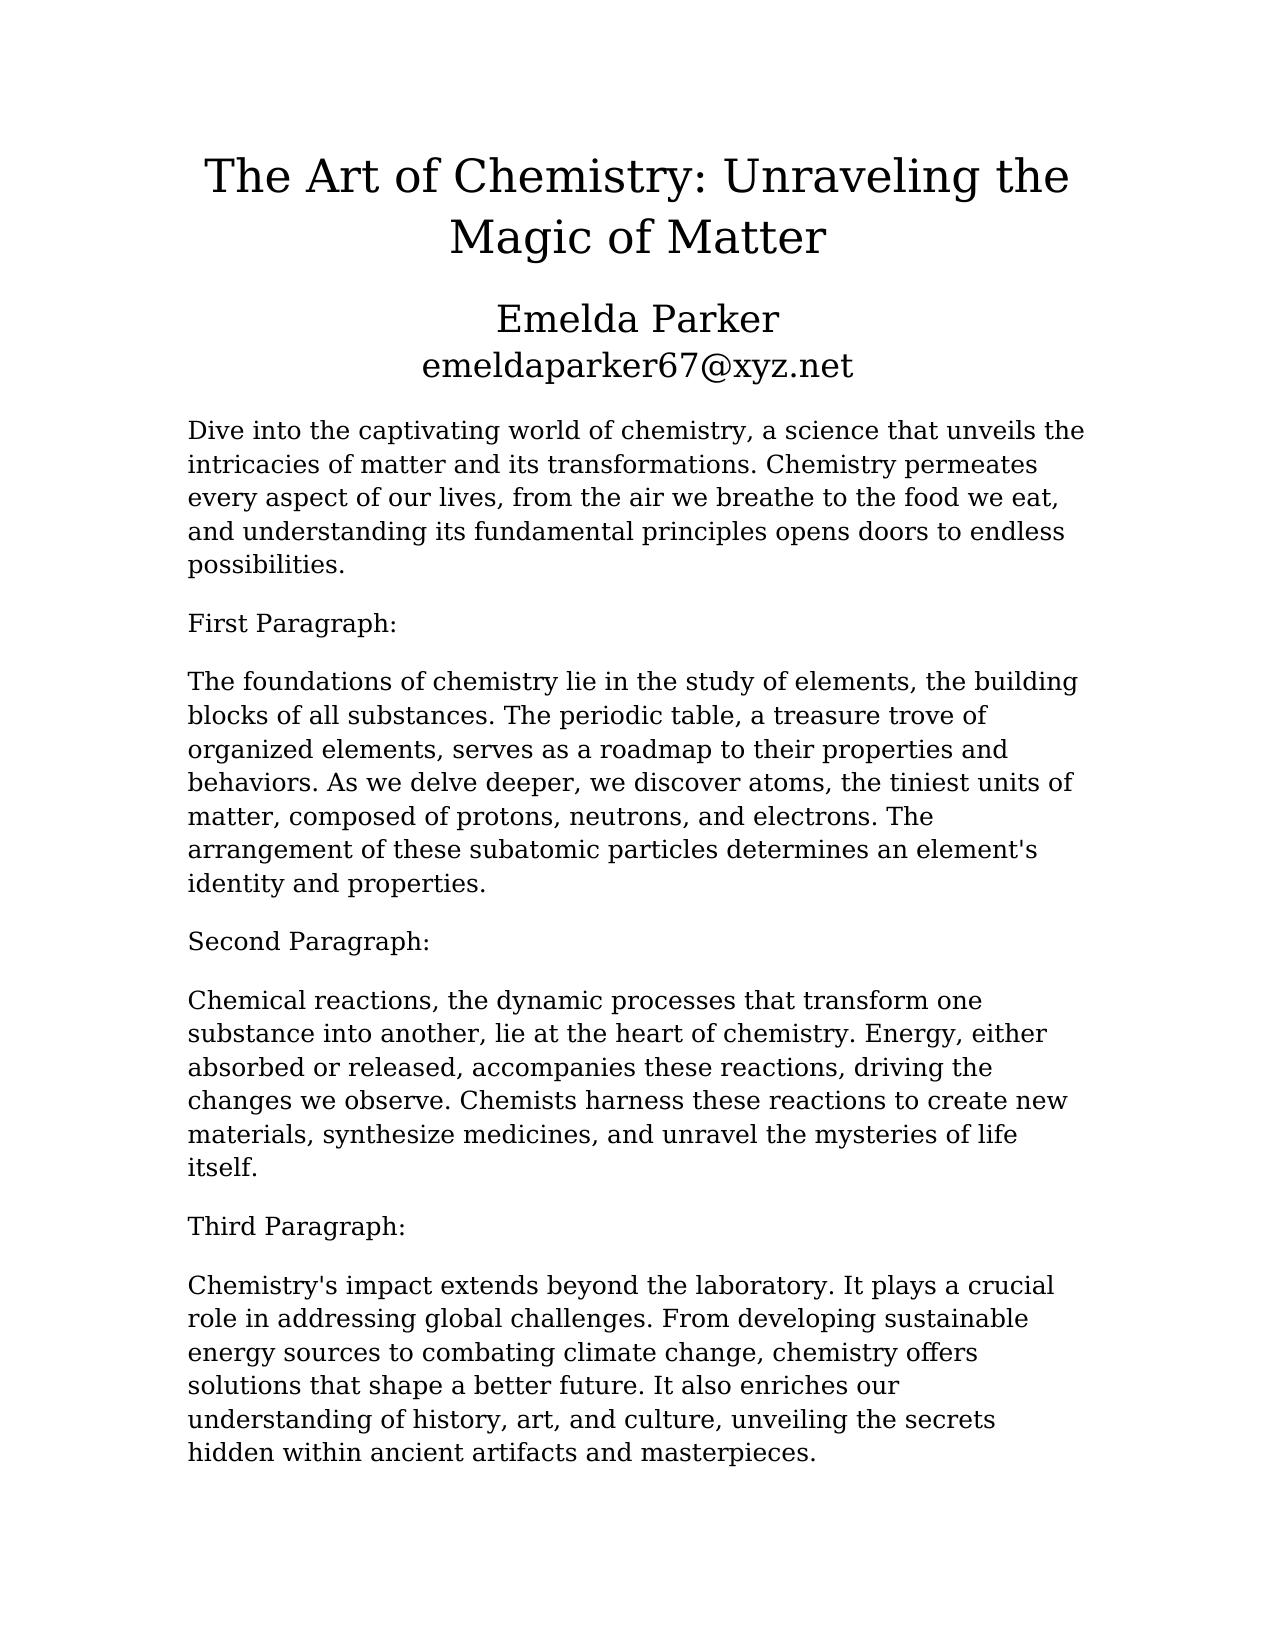 The Art of Chemistry: Unraveling the
Magic of Matter
Emelda Parker
emeldaparker67@xyz.net
Dive into the captivating world of chemistry, a science that unveils the
intricacies of matter and its transformations. Chemistry permeates
every aspect of our lives, from the air we breathe to the food we eat,
and understanding its fundamental principles opens doors to endless
possibilities.
First Paragraph:
The foundations of chemistry lie in the study of elements, the building
blocks of all substances. The periodic table, a treasure trove of
organized elements, serves as a roadmap to their properties and
behaviors. As we delve deeper, we discover atoms, the tiniest units of
matter, composed of protons, neutrons, and electrons. The
arrangement of these subatomic particles determines an element's
identity and properties.
Second Paragraph:
Chemical reactions, the dynamic processes that transform one
substance into another, lie at the heart of chemistry. Energy, either
absorbed or released, accompanies these reactions, driving the
changes we observe. Chemists harness these reactions to create new
materials, synthesize medicines, and unravel the mysteries of life
itself.
Third Paragraph:
Chemistry's impact extends beyond the laboratory. It plays a crucial
role in addressing global challenges. From developing sustainable
energy sources to combating climate change, chemistry offers
solutions that shape a better future. It also enriches our
understanding of history, art, and culture, unveiling the secrets
hidden within ancient artifacts and masterpieces.